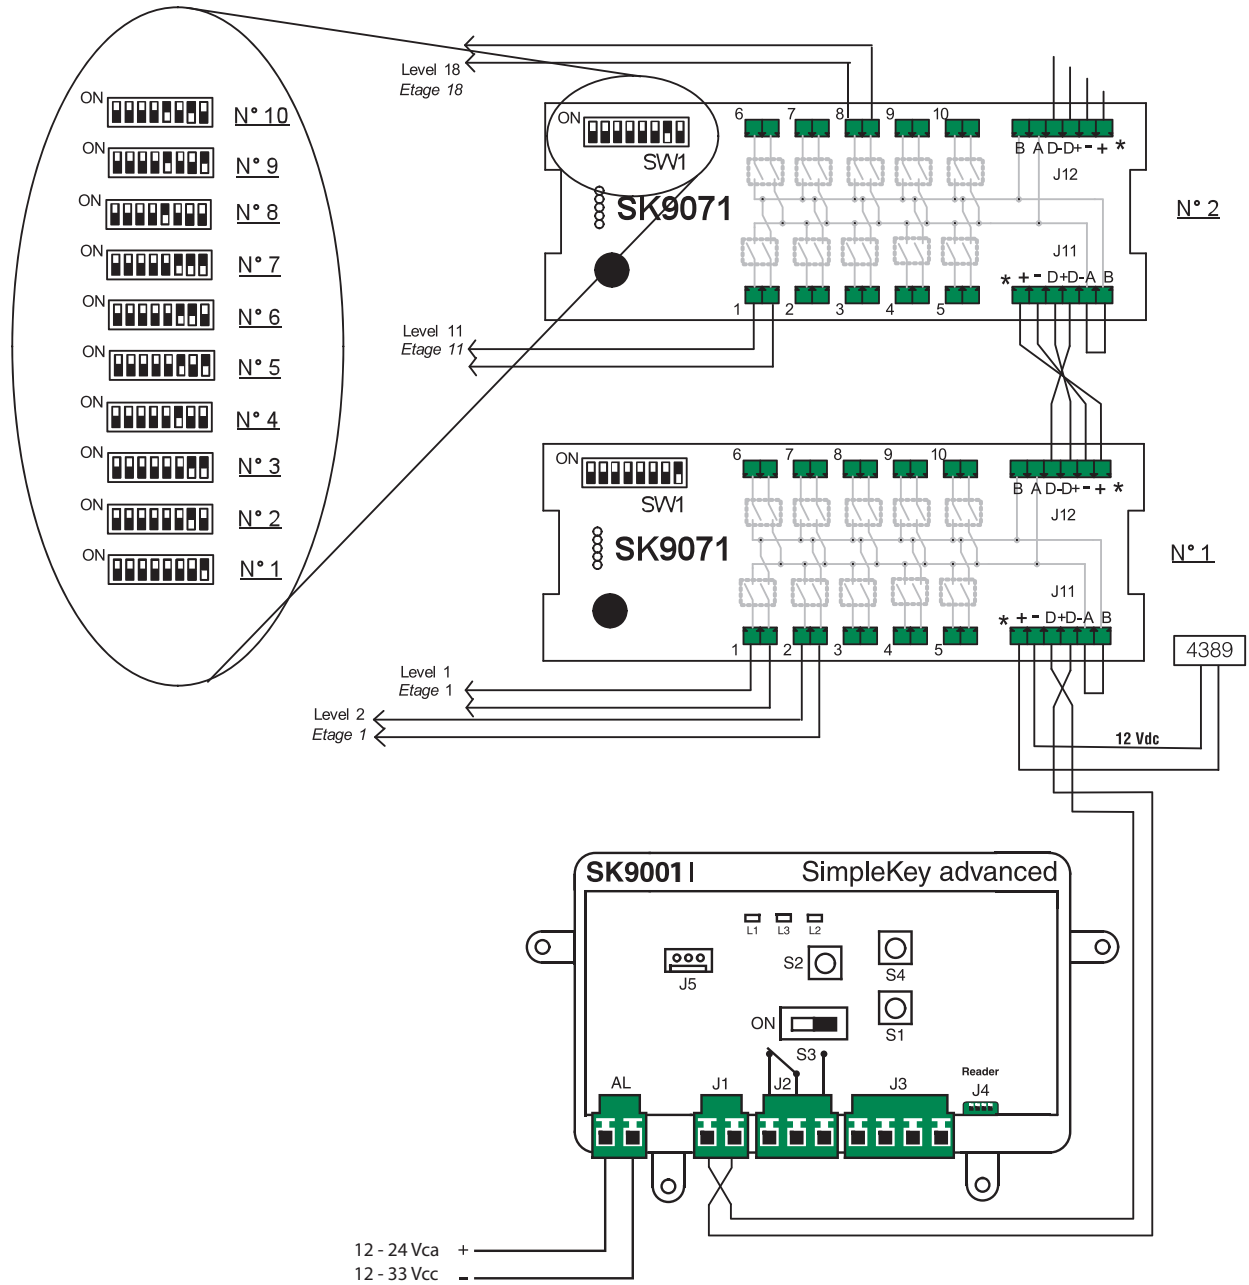 ON N° 10
ON N° 9
ON N° 8
ON N° 7
ON N° 6
ON N° 5
ON N° 4
ON N° 3
ON N° 2
ON N° 1
Level 18
Etage 18
ON
SW1
SK9071
6 7 8 9 10
B A D-D+ - + *
J12
N° 2
J11
* + - D+D-A B
1 2 3 4 5
Level 11
Etage 11
ON
SW1
SK9071
6 7 8 9 10
B A D-D+ - + *
J12
N° 1
J11
* + - D+D-A B
1 2 3 4 5
4389
Level 1
Etage 1
Level 2
Etage 1
12 Vdc
SK9001I SimpleKey advanced
L1 L3 L2
J5
S2
S4
ON
S3
S1
Reader
AL J1 J2 J3 J4
12 - 24 Vca +
12 - 33 Vcc -